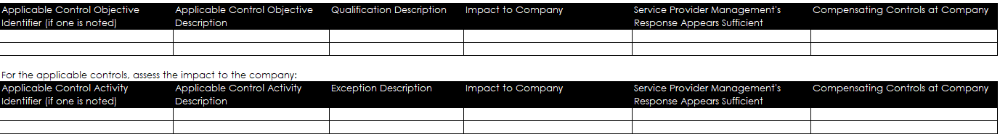 Applicable Control Objective Identifier (if one is noted)
Applicable Control Objective Description
Qualification Description
Impact to Company
Service Provider Management's Response Appears Sufficient
Compensating Controls at Company
For the applicable controls, assess the impact to the company:
Applicable Control Activity Identifier (if one is noted)
Applicable Control Activity Description
Exception Description
Impact to Company
Service Provider Management's Response Appears Sufficient
Compensating Controls at Company